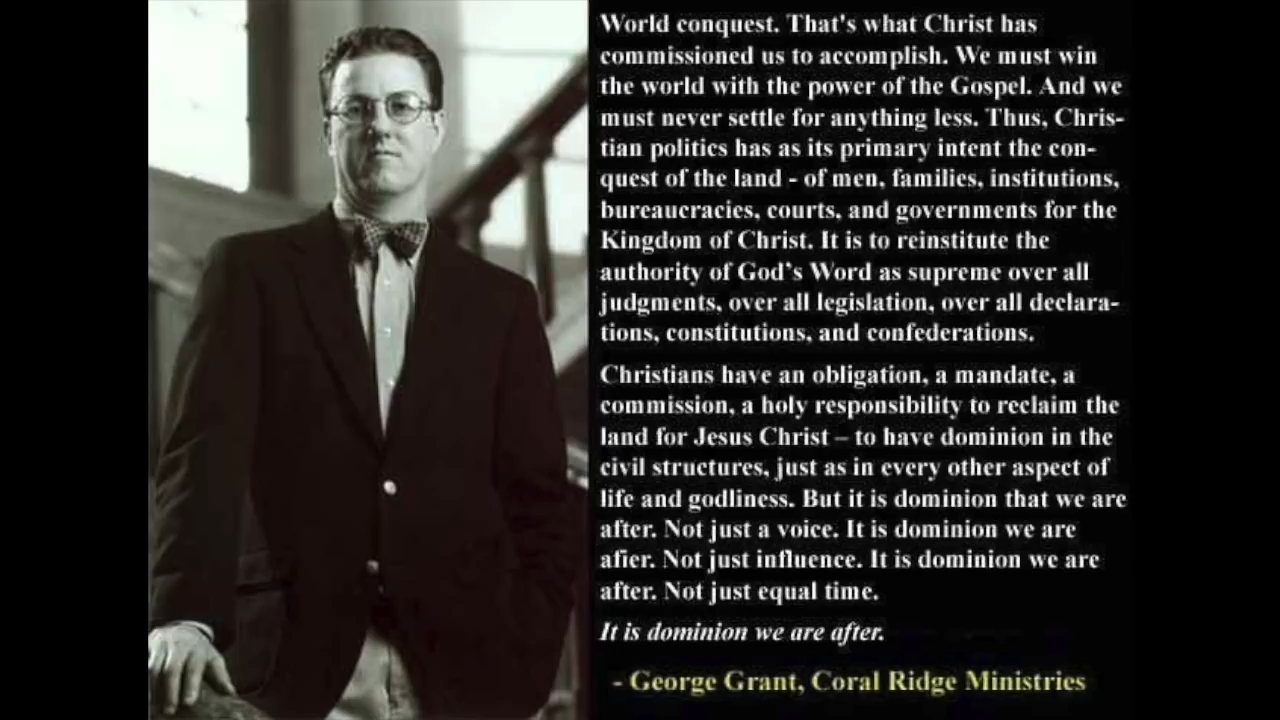 World conquest. That's what Christ has
commissioned us to accomplish. We must win
the world with the power of the Gospel. And we
must never settle for anything less. Thus, Chris-
tian politics has as its primary intent the con-
quest of the land - of men, families, institutions,
bureaucracies, courts, and governments for the
Kingdom of Christ. It is to reinstitute the
authority of God's Word as supreme over all
judgments, over all legislation, over all declara-
tions, constitutions, and confederations.
Christians have an obligation, a mandate, a
commission, a holy responsibility to reclaim the
land for Jesus Christ – to have dominion in the
civil structures, just as in every other aspect of
life and godliness. But it is dominion that we are
after. Not just a voice. It is dominion we are
afier. Not just influence. It is dominion we are
after. Not just equal time.
It is dominion we are after.
- George Grant, Coral Ridge Ministries